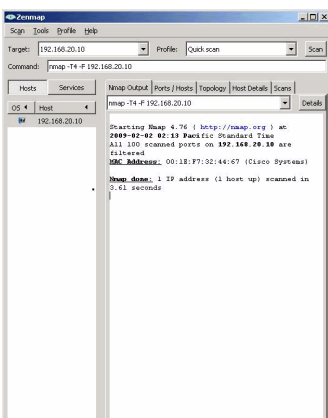 Zenmap
Scan Tools Profile Help
Target: 192.168.20.10 Profile: Quick scan Scan
Command: nmap -T4 -F 192.168.20.10
Hosts Services
Nmap Output Ports / Hosts Topology Host Details Scans
OS Host
nmap -T4 -F 192.168.20.10 Details
192.168.20.10
Starting Nmap 4.76 ( http://nmap.org ) at
2009-02-02 02:13 Pacific Standard Time
All 100 scanned ports on 192.168.20.10 are
filtered
MAC Address: 00:1E:F7:32:44:67 (Cisco Systems)
Nmap done: 1 IP address (1 host up) scanned in
3.61 seconds